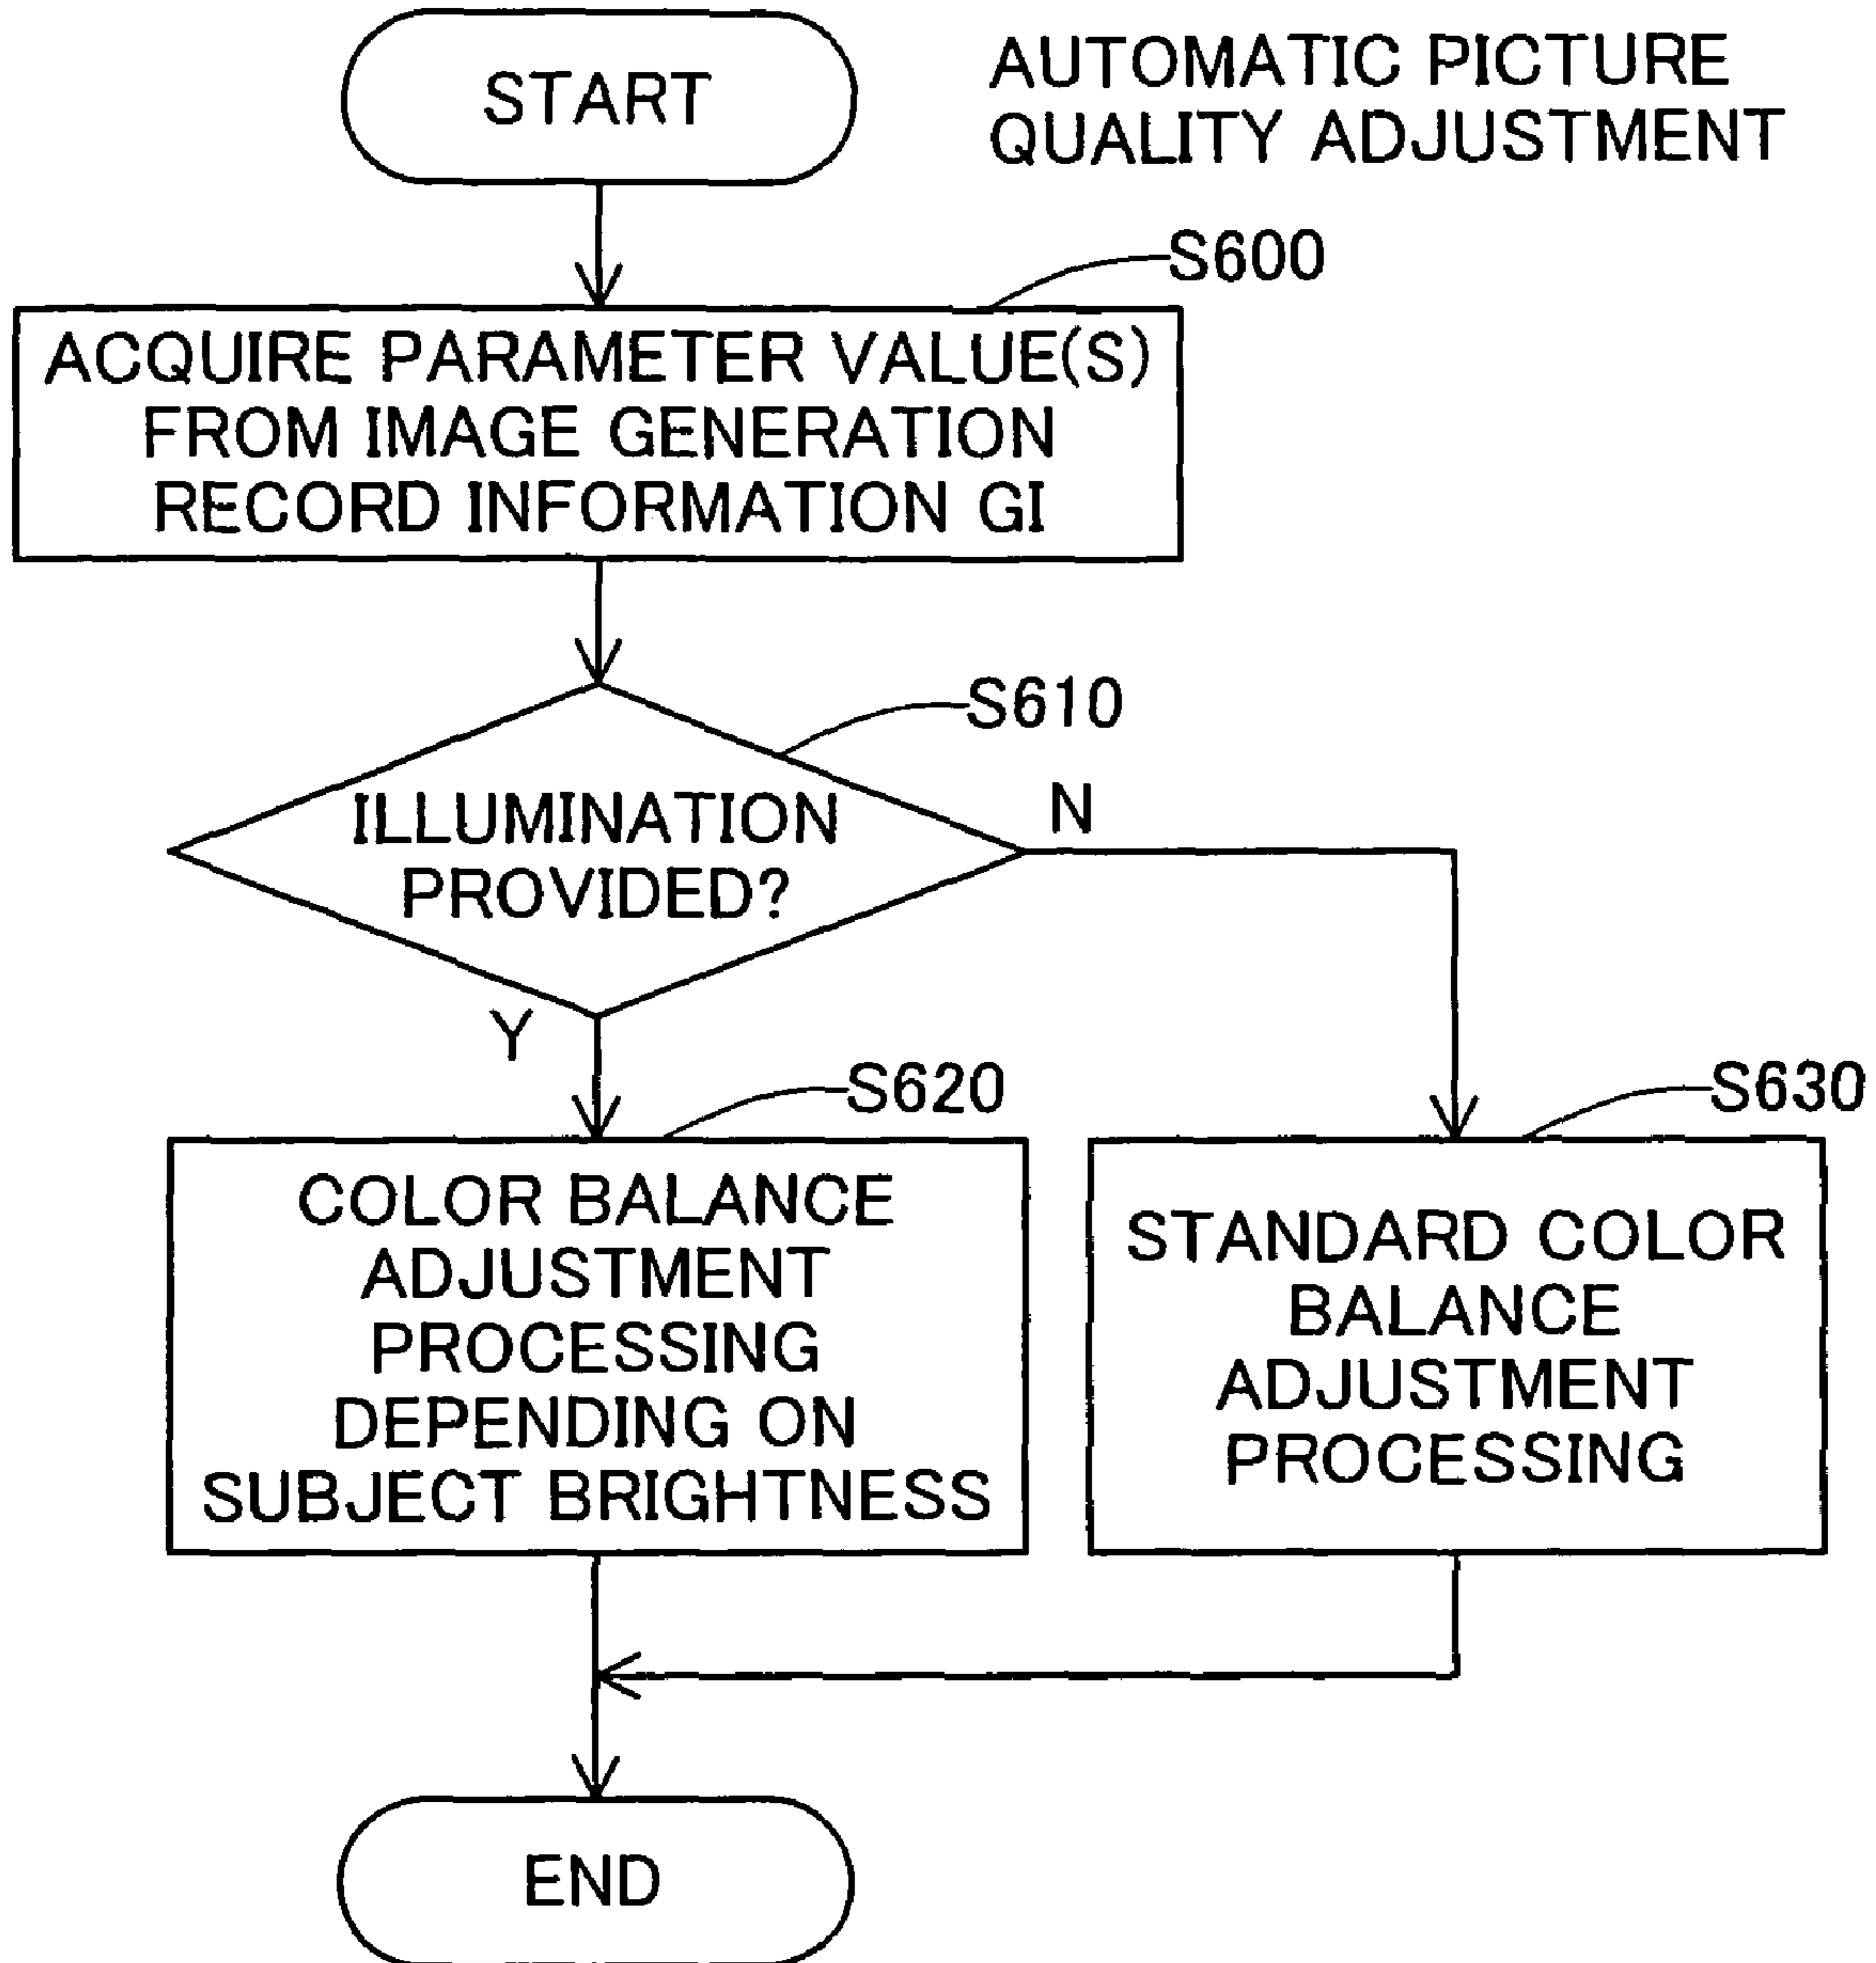 START
AUTOMATIC PICTURE
QUALITY ADJUSTMENT
S600
ACQUIRE PARAMETER VALUE(S)
FROM IMAGE GENERATION
RECORD INFORMATION GI
S610
ILLUMINATION
PROVIDED?
N
Y
S620
COLOR BALANCE
ADJUSTMENT
PROCESSING
DEPENDING ON
SUBJECT BRIGHTNESS
S630
STANDARD COLOR
BALANCE
ADJUSTMENT
PROCESSING
END